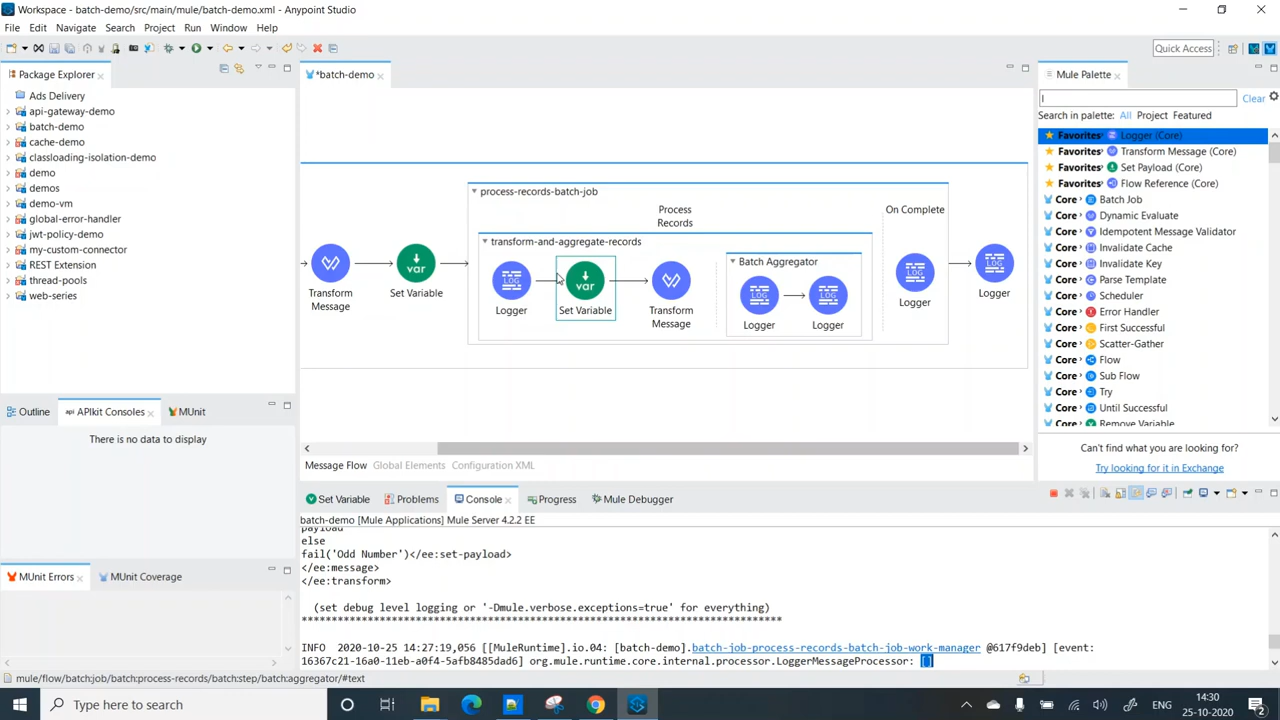 Workspace - batch-demo/src/main/mule/batch-demo.xml - Anypoint Studio
File Edit Navigate Search Project Run Window Help
Quick Access
Package Explorer
Ads Delivery
api-gateway-demo
batch-demo
cache-demo
classloading-isolation-demo
demo
demos
demo-vm
global-error-handler
jwt-policy-demo
my-custom-connector
REST Extension
thread-pools
web-series
Outline APIkit Consoles MUnit
There is no data to display
MUnit Errors MUnit Coverage
*batch-demo
process-records-batch-job
Process
Records
On Complete
transform-and-aggregate-records
Batch Aggregator
Transform
Message
var
Set Variable
LOG
Logger
var
Set Variable
Transform
Message
LOG
Logger
LOG
Logger
LOG
Logger
LOG
Logger
Message Flow Global Elements Configuration XML
Mule Palette
l
Clear
Search in palette: All Project Featured
Favorites Logger (Core)
Favorites Transform Message (Core)
Favorites Set Payload (Core)
Favorites Flow Reference (Core)
Core Batch Job
Core Dynamic Evaluate
Core Idempotent Message Validator
Core Invalidate Cache
Core Invalidate Key
Core Parse Template
Core Scheduler
Core Error Handler
Core First Successful
Core Scatter-Gather
Core Flow
Core Sub Flow
Core Try
Core Until Successful
Core Remove Variable
Can't find what you are looking for?
Try looking for it in Exchange
Set Variable Problems Console Progress Mule Debugger
batch-demo [Mule Applications] Mule Server 4.2.2 EE
payload
else
fail('Odd Number')</ee:set-payload>
</ee:message>
</ee:transform>
(set debug level logging or '-Dmule.verbose.exceptions=true' for everything)
********************************************************************************
INFO 2020-10-25 14:27:19,056 [[MuleRuntime].io.04: [batch-demo].batch-job-process-records-batch-job-work-manager @617f9deb] [event:
16367c21-16a0-11eb-a0f4-5afb8485dad6] org.mule.runtime.core.internal.processor.LoggerMessageProcessor: []
mule/flow/batch:job/batch:process-records/batch:step/batch:aggregator/#text
Type here to search
ENG
14:30
25-10-2020
2